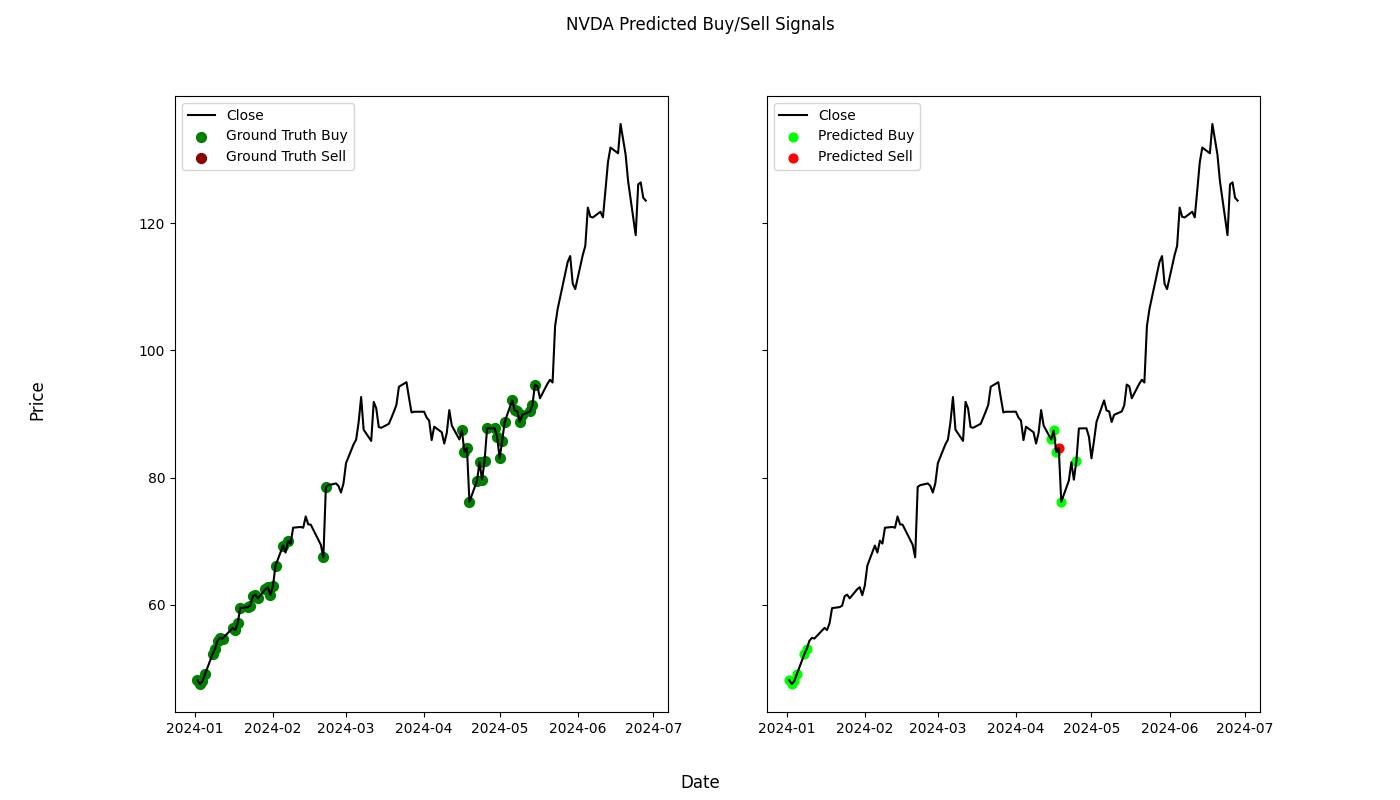 NVDA Predicted Buy/Sell Signals
Close
Ground Truth Buy
Ground Truth Sell
Close
Predicted Buy
Predicted Sell
120
100
80
60
Price
2024-01 2024-02 2024-03 2024-04 2024-05 2024-06 2024-07
2024-01 2024-02 2024-03 2024-04 2024-05 2024-06 2024-07
Date